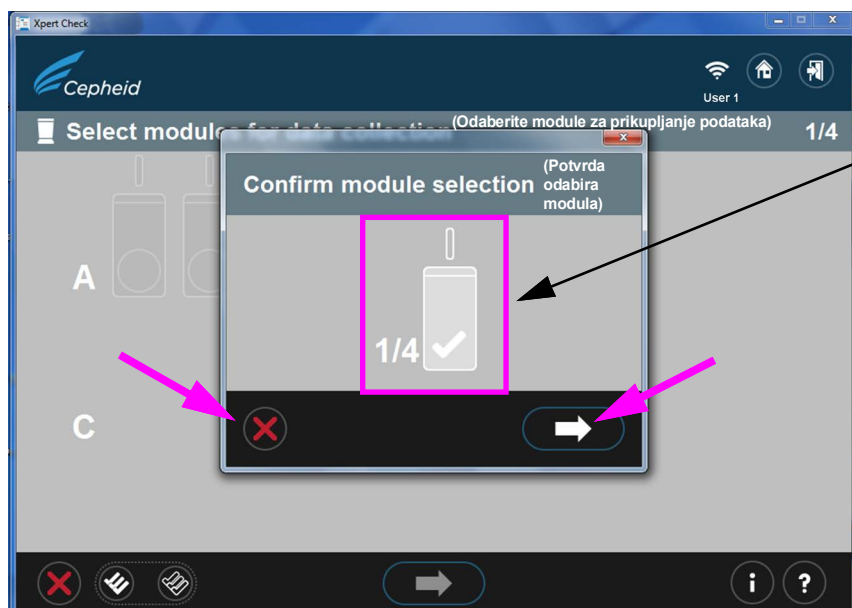 Xpert Check
Cepheid
User 1
Select modules for data collection (Odaberite module za prikupljanje podataka) 1/4
Confirm module selection (Potvrda
odabira
modula)
A
1/4
C
i ?